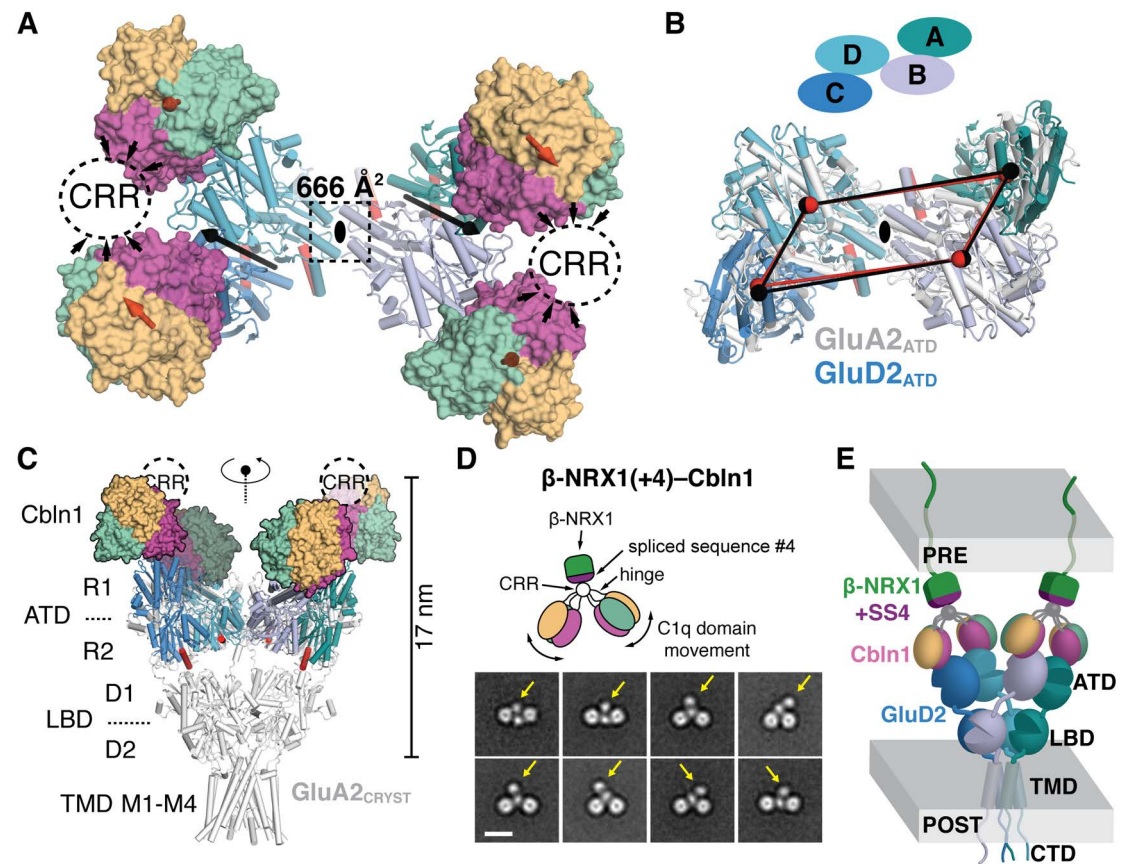 A
CRR
666 Å²
CRR
B
A
D
B
C
GluA2ATD
GluD2ATD
C
CRR
CRR
Cbln1
R1
ATD
R2
D1
LBD
D2
TMD M1-M4
17 nm
GluA2CRYST
D
β-NRX1(+4)–Cbln1
β-NRX1
spliced sequence #4
CRR
hinge
C1q domain
movement
E
PRE
β-NRX1
+SS4
Cbln1
ATD
GluD2
LBD
TMD
POST
CTD